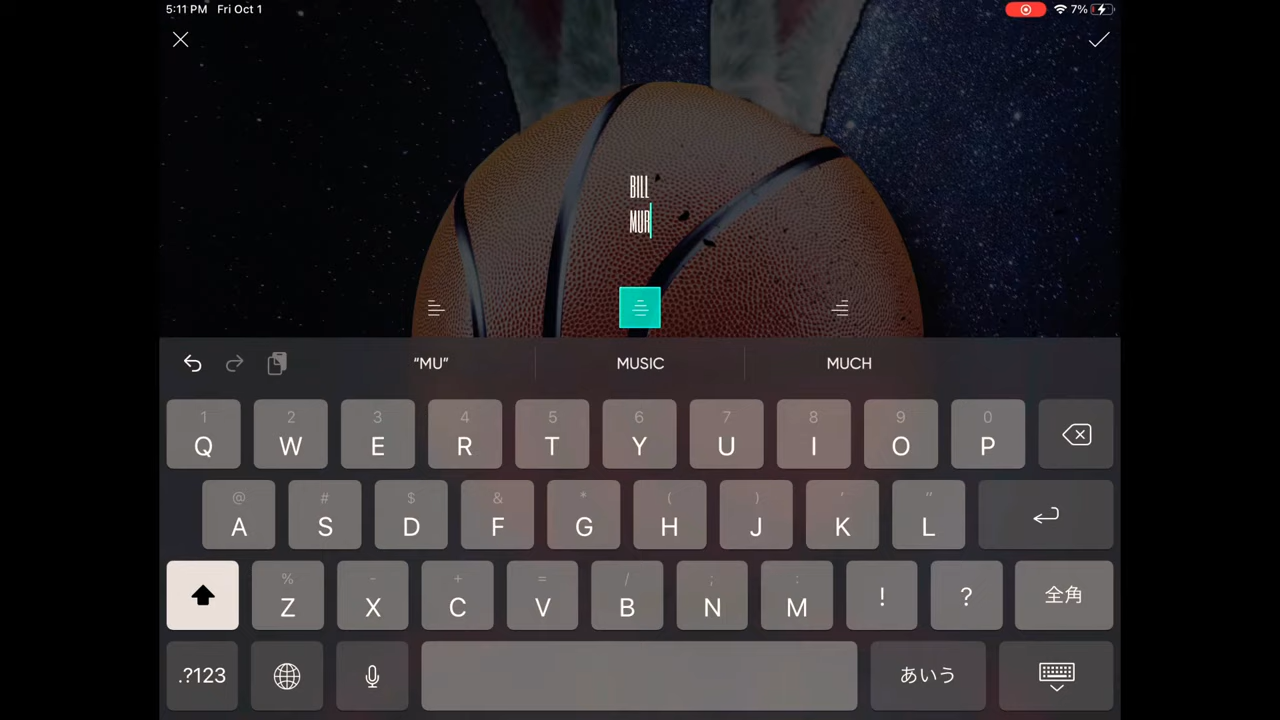 5:11 PM Fri Oct 1
7%
BILL
MUR
“MU” MUSIC MUCH
1 2 3 4 5 6 7 8 9 0
Q W E R T Y U I O P
@ # $ & * ( ) ' "
A S D F G H J K L
% - + = / ; :
Z X C V B N M ! ? 全角
.?123 あいう